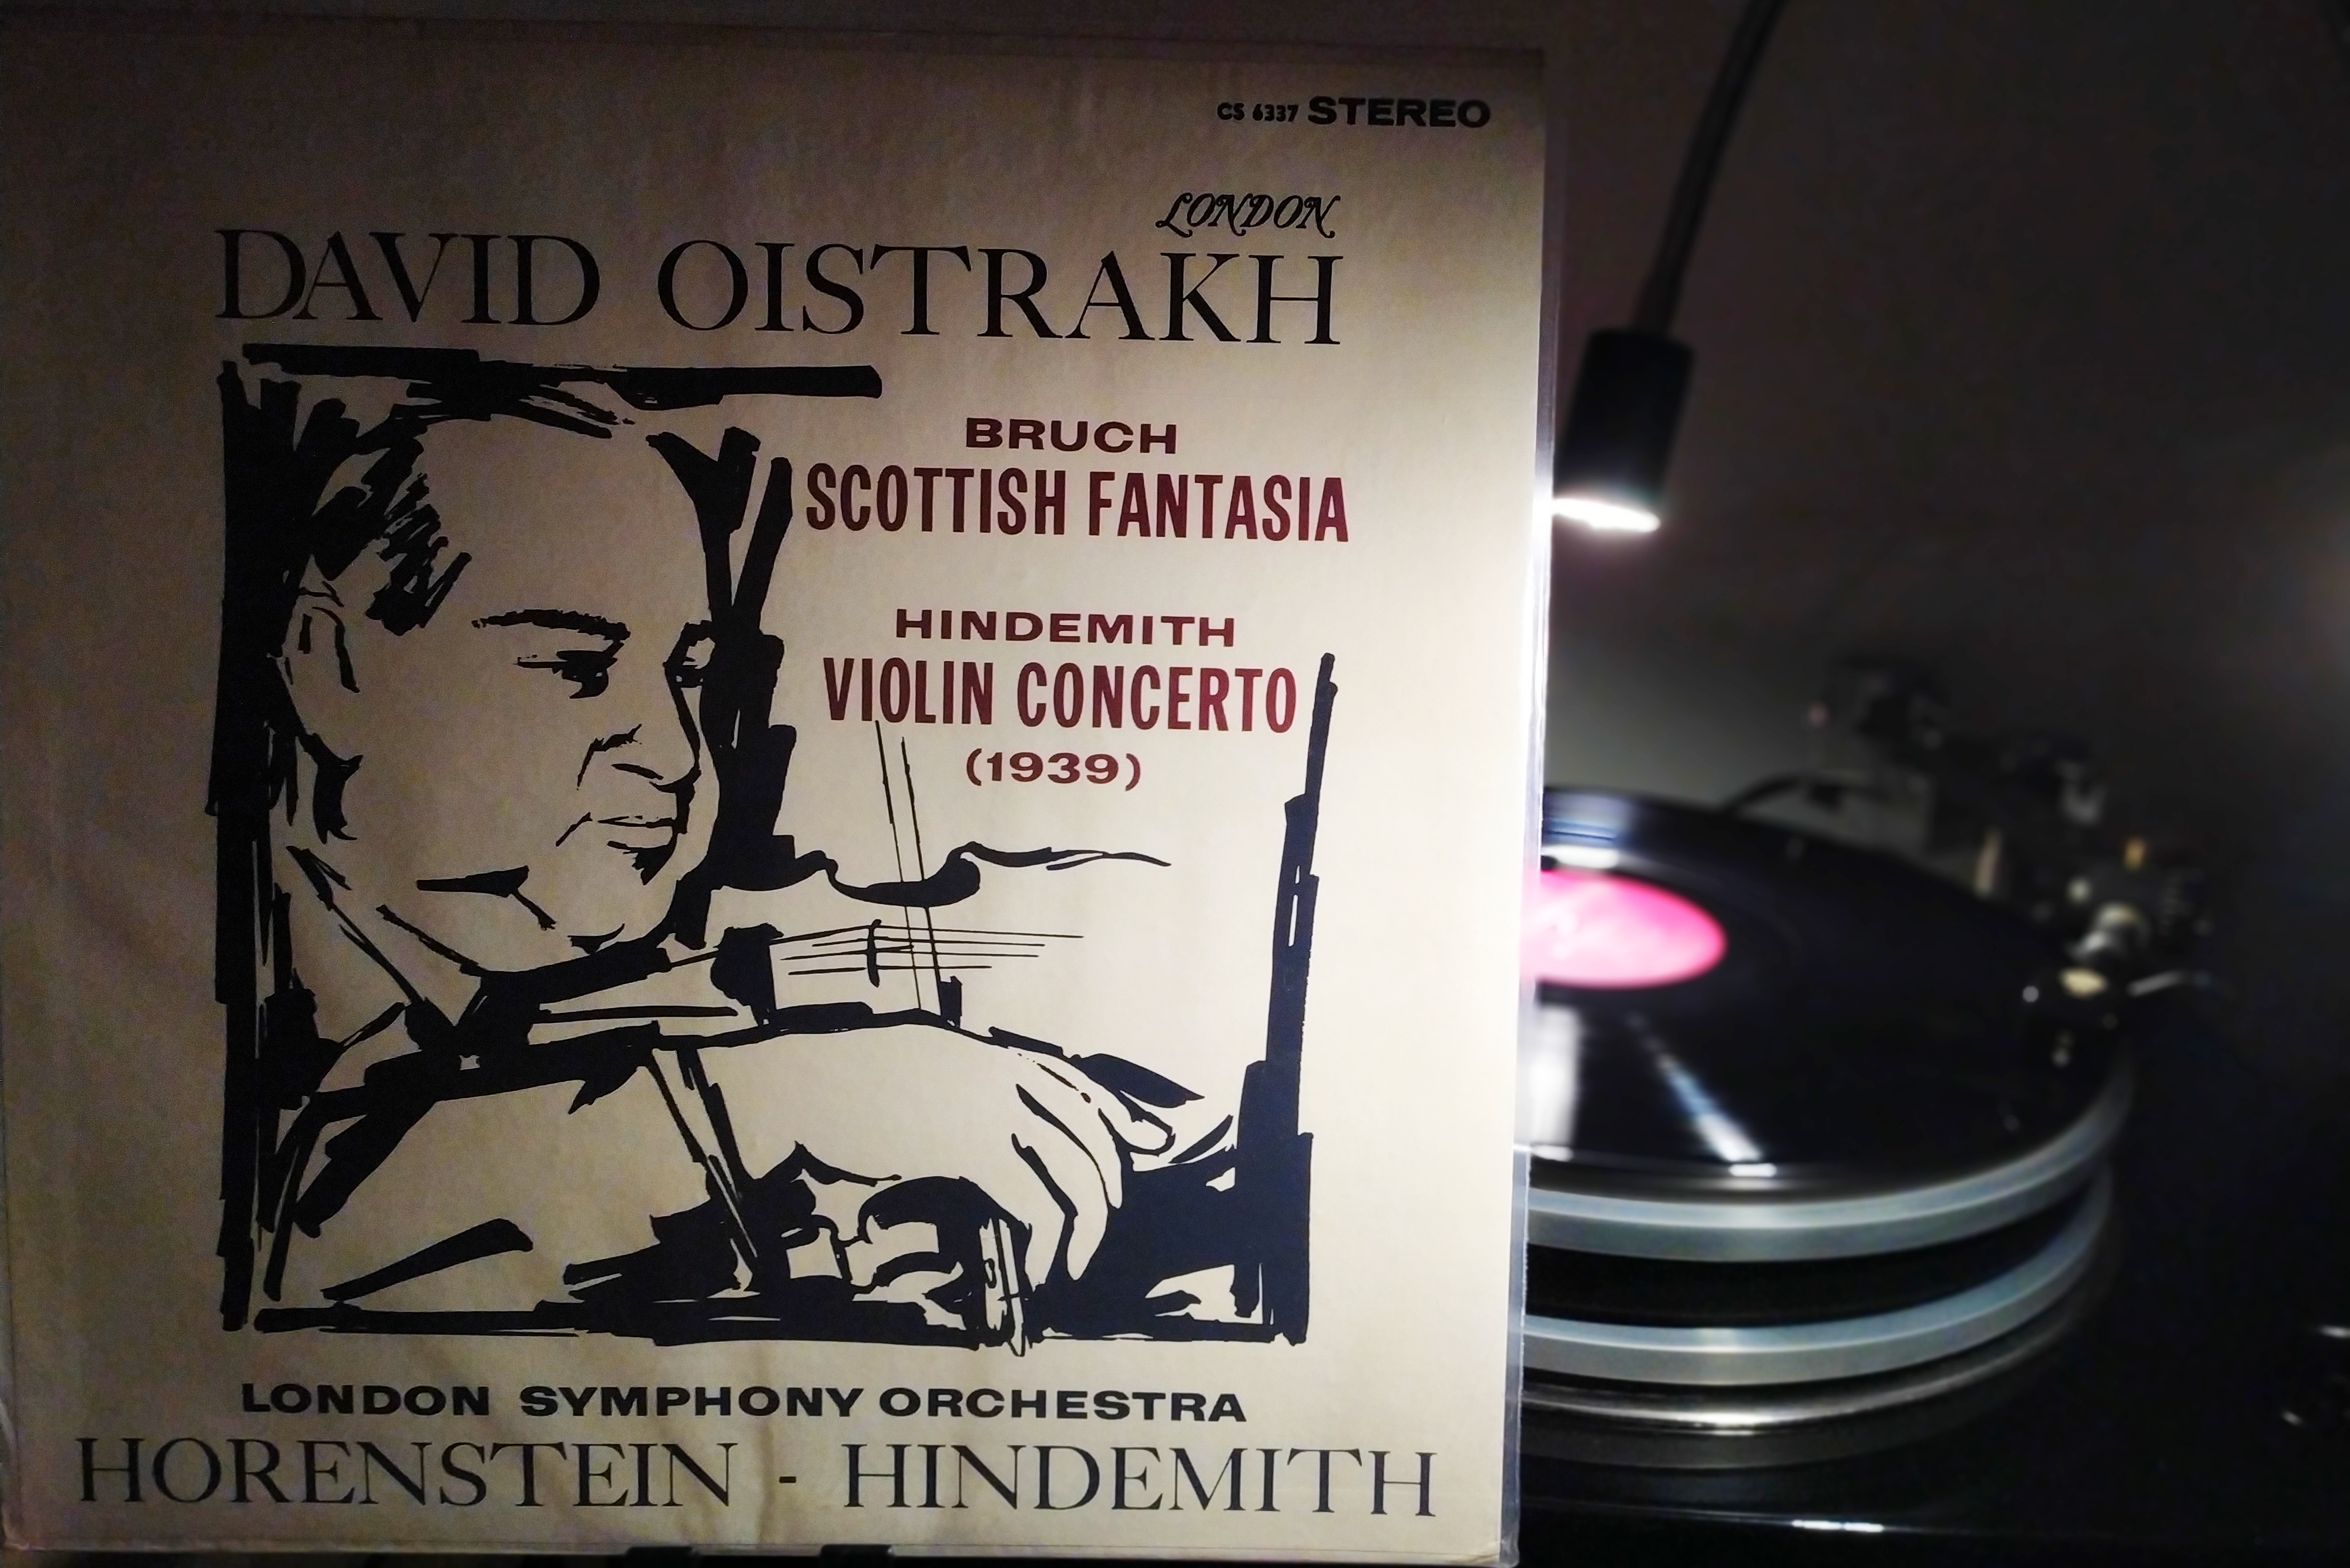 CS 6337 STEREO
LONDON
DAVID OISTRAKH
BRUCH
SCOTTISH FANTASIA
HINDEMITH
VIOLIN CONCERTO
(1939)
LONDON SYMPHONY ORCHESTRA
HORENSTEIN - HINDEMITH